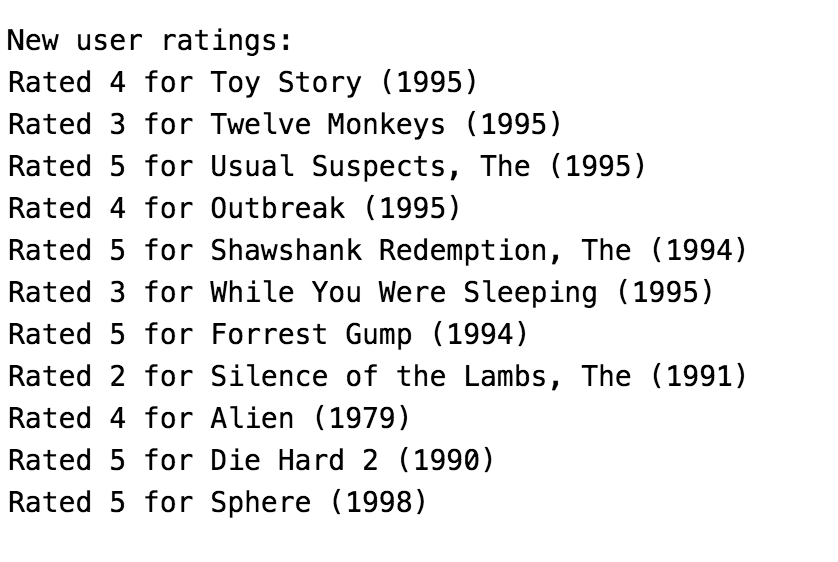 New user ratings:
Rated 4 for Toy Story (1995)
Rated 3 for Twelve Monkeys (1995)
Rated 5 for Usual Suspects, The (1995)
Rated 4 for Outbreak (1995)
Rated 5 for Shawshank Redemption, The (1994)
Rated 3 for While You Were Sleeping (1995)
Rated 5 for Forrest Gump (1994)
Rated 2 for Silence of the Lambs, The (1991)
Rated 4 for Alien (1979)
Rated 5 for Die Hard 2 (1990)
Rated 5 for Sphere (1998)